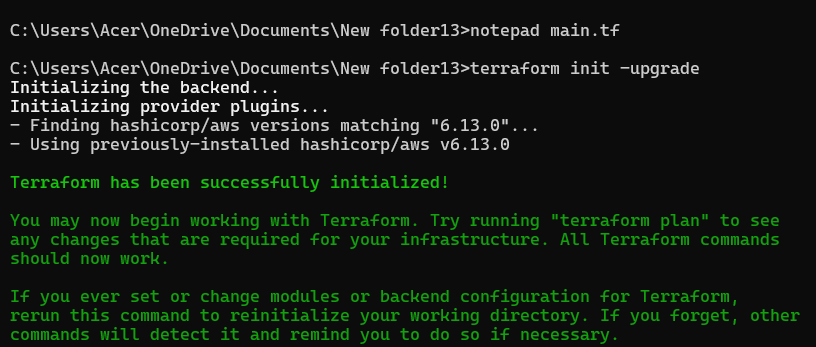 C:\Users\Acer\OneDrive\Documents\New folder13>notepad main.tf
C:\Users\Acer\OneDrive\Documents\New folder13>terraform init -upgrade
Initializing the backend...
Initializing provider plugins...
- Finding hashicorp/aws versions matching "6.13.0"...
- Using previously-installed hashicorp/aws v6.13.0
Terraform has been successfully initialized!
You may now begin working with Terraform. Try running "terraform plan" to see
any changes that are required for your infrastructure. All Terraform commands
should now work.
If you ever set or change modules or backend configuration for Terraform,
rerun this command to reinitialize your working directory. If you forget, other
commands will detect it and remind you to do so if necessary.